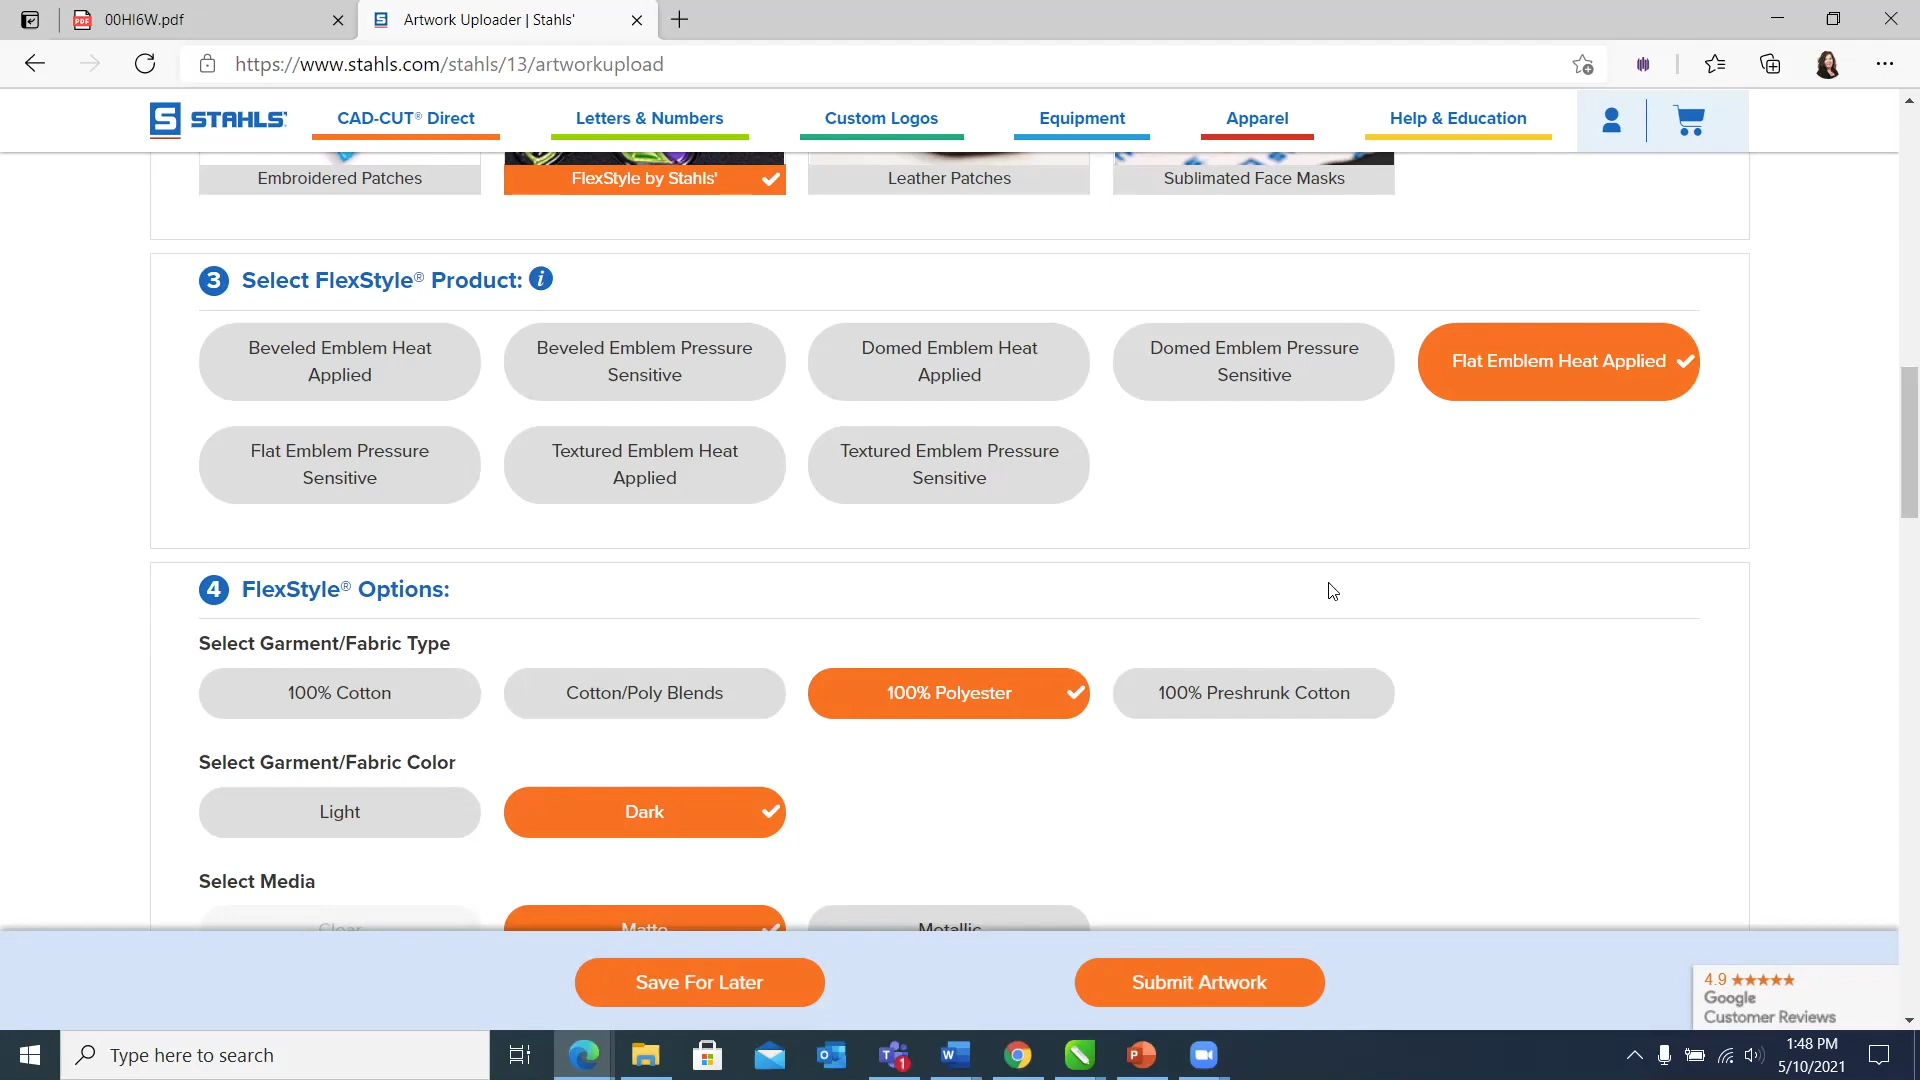 00HI6W.pdf
Artwork Uploader | Stahls'
https://www.stahls.com/stahls/13/artworkupload
S STAHLS'
CAD-CUT® Direct
Letters & Numbers
Custom Logos
Equipment
Apparel
Help & Education
Embroidered Patches
FlexStyle by Stahls'
Leather Patches
Sublimated Face Masks
3 Select FlexStyle® Product: i
Beveled Emblem Heat
Applied
Beveled Emblem Pressure
Sensitive
Domed Emblem Heat
Applied
Domed Emblem Pressure
Sensitive
Flat Emblem Heat Applied
Flat Emblem Pressure
Sensitive
Textured Emblem Heat
Applied
Textured Emblem Pressure
Sensitive
4 FlexStyle® Options:
Select Garment/Fabric Type
100% Cotton
Cotton/Poly Blends
100% Polyester
100% Preshrunk Cotton
Select Garment/Fabric Color
Light
Dark
Select Media
Clear
Matte
Metallic
Save For Later
Submit Artwork
4.9 ★★★★★
Google
Customer Reviews
Type here to search
1:48 PM
5/10/2021